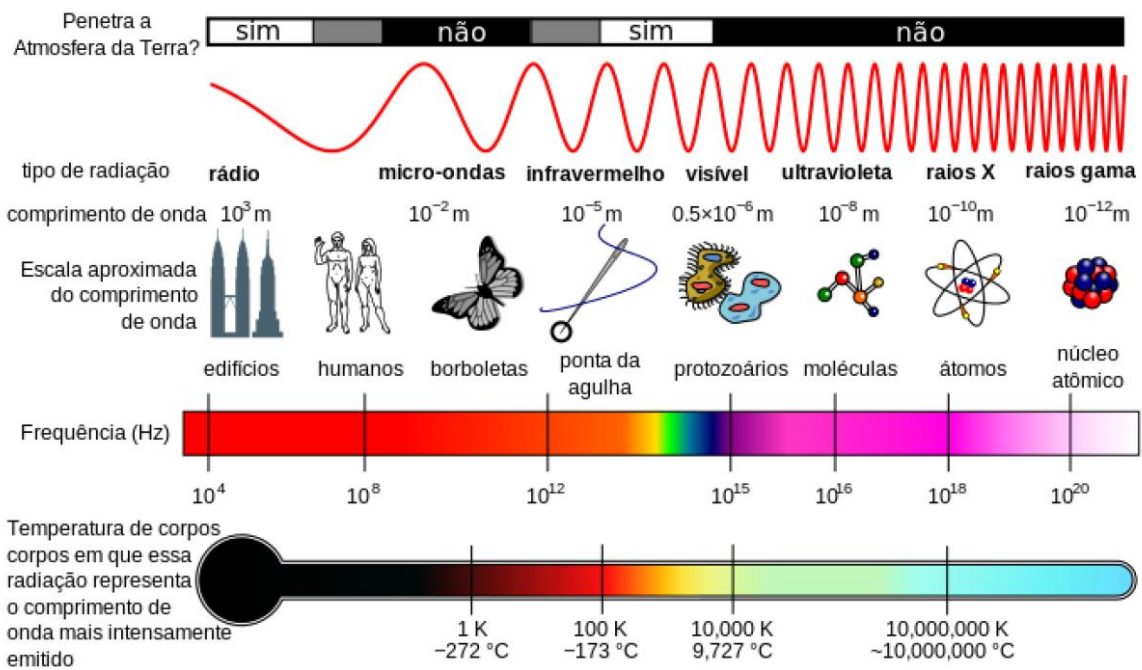 Penetra a
Atmosfera da Terra?
sim
não
sim
não
tipo de radiação
rádio
micro-ondas
infravermelho
visível
ultravioleta
raios X
raios gama
comprimento de onda
10³ m
10⁻² m
10⁻⁵ m
0.5×10⁻⁶ m
10⁻⁸ m
10⁻¹⁰m
10⁻¹² m
Escala aproximada
do comprimento
de onda
edifícios
humanos
borboletas
ponta da
agulha
protozoários
moléculas
átomos
núcleo
atômico
Frequência (Hz)
10⁴
10⁸
10¹²
10¹⁵
10¹⁶
10¹⁸
10²⁰
Temperatura de corpos
corpos em que essa
radiação representa
o comprimento de
onda mais intensamente
emitido
1 K
−272 °C
100 K
−173 °C
10,000 K
9,727 °C
10,000,000 K
~10,000,000 °C